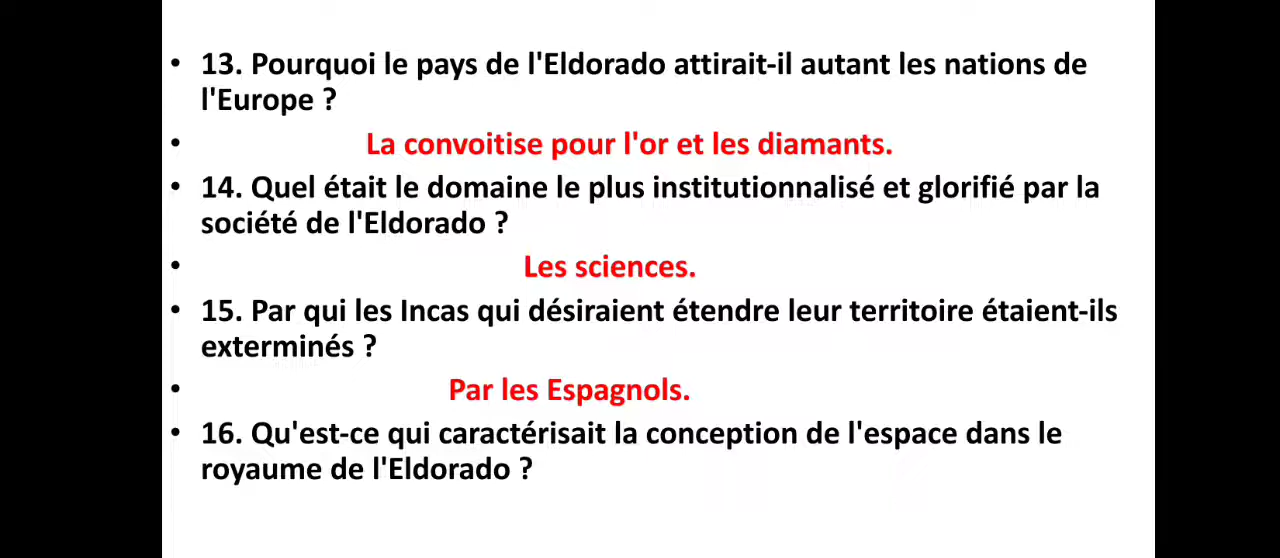 • 13. Pourquoi le pays de l'Eldorado attirait-il autant les nations de
l'Europe ?
• La convoitise pour l'or et les diamants.
• 14. Quel était le domaine le plus institutionnalisé et glorifié par la
société de l'Eldorado ?
• Les sciences.
• 15. Par qui les Incas qui désiraient étendre leur territoire étaient-ils
exterminés ?
• Par les Espagnols.
• 16. Qu'est-ce qui caractérisait la conception de l'espace dans le
royaume de l'Eldorado ?